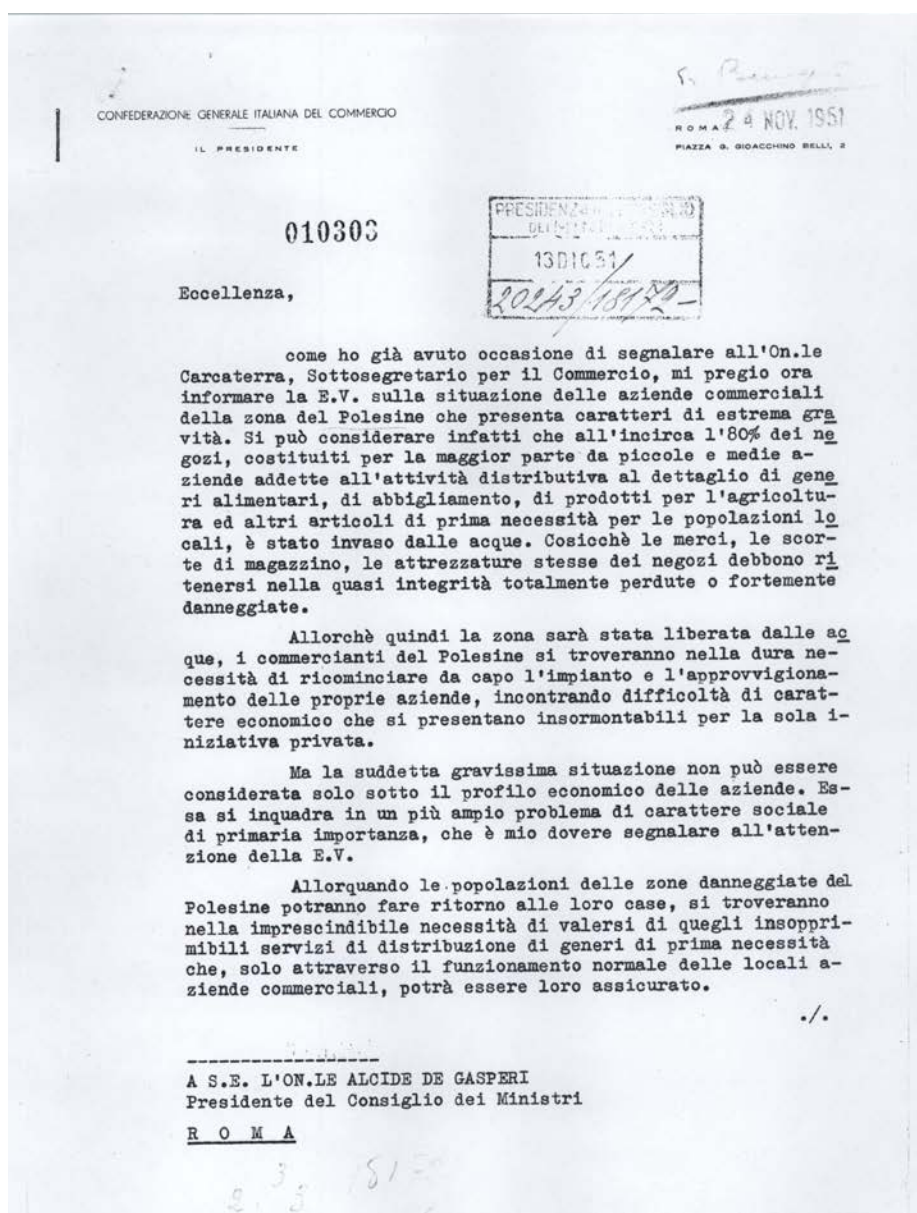 CONFEDERAZIONE GENERALE ITALIANA DEL COMMERCIO
IL PRESIDENTE
ROMA 24 NOV. 1951
PIAZZA G. GIOACCHINO BELLI, 2
010303
PRESIDENZA
13 DIC 51
20243/18172-
Eccellenza,
come ho già avuto occasione di segnalare all'On.le
Carcaterra, Sottosegretario per il Commercio, mi pregio ora
informare la E.V. sulla situazione delle aziende commerciali
della zona del Polesine che presenta caratteri di estrema gra
vità. Si può considerare infatti che all'incirca l'80% dei ne
gozi, costituiti per la maggior parte da piccole e medie a-
ziende addette all'attività distributiva al dettaglio di gene
ri alimentari, di abbigliamento, di prodotti per l'agricoltu-
ra ed altri articoli di prima necessità per le popolazioni lo
cali, è stato invaso dalle acque. Cosicchè le merci, le scor-
te di magazzino, le attrezzature stesse dei negozi debbono ri
tenersi nella quasi integrità totalmente perdute o fortemente
danneggiate.
Allorchè quindi la zona sarà stata liberata dalle ac
que, i commercianti del Polesine si troveranno nella dura ne-
cessità di ricominciare da capo l'impianto e l'approvvigiona-
mento delle proprie aziende, incontrando difficoltà di carat-
tere economico che si presentano insormontabili per la sola i-
niziativa privata.
Ma la suddetta gravissima situazione non può essere
considerata solo sotto il profilo economico delle aziende. Es-
sa si inquadra in un più ampio problema di carattere sociale
di primaria importanza, che è mio dovere segnalare all'atten-
zione della E.V.
Allorquando le popolazioni delle zone danneggiate del
Polesine potranno fare ritorno alle loro case, si troveranno
nella imprescindibile necessità di valersi di quegli insoppri-
mibili servizi di distribuzione di generi di prima necessità
che, solo attraverso il funzionamento normale delle locali a-
ziende commerciali, potrà essere loro assicurato.
./.
A S.E. L'ON.LE ALCIDE DE GASPERI
Presidente del Consiglio dei Ministri
R O M A